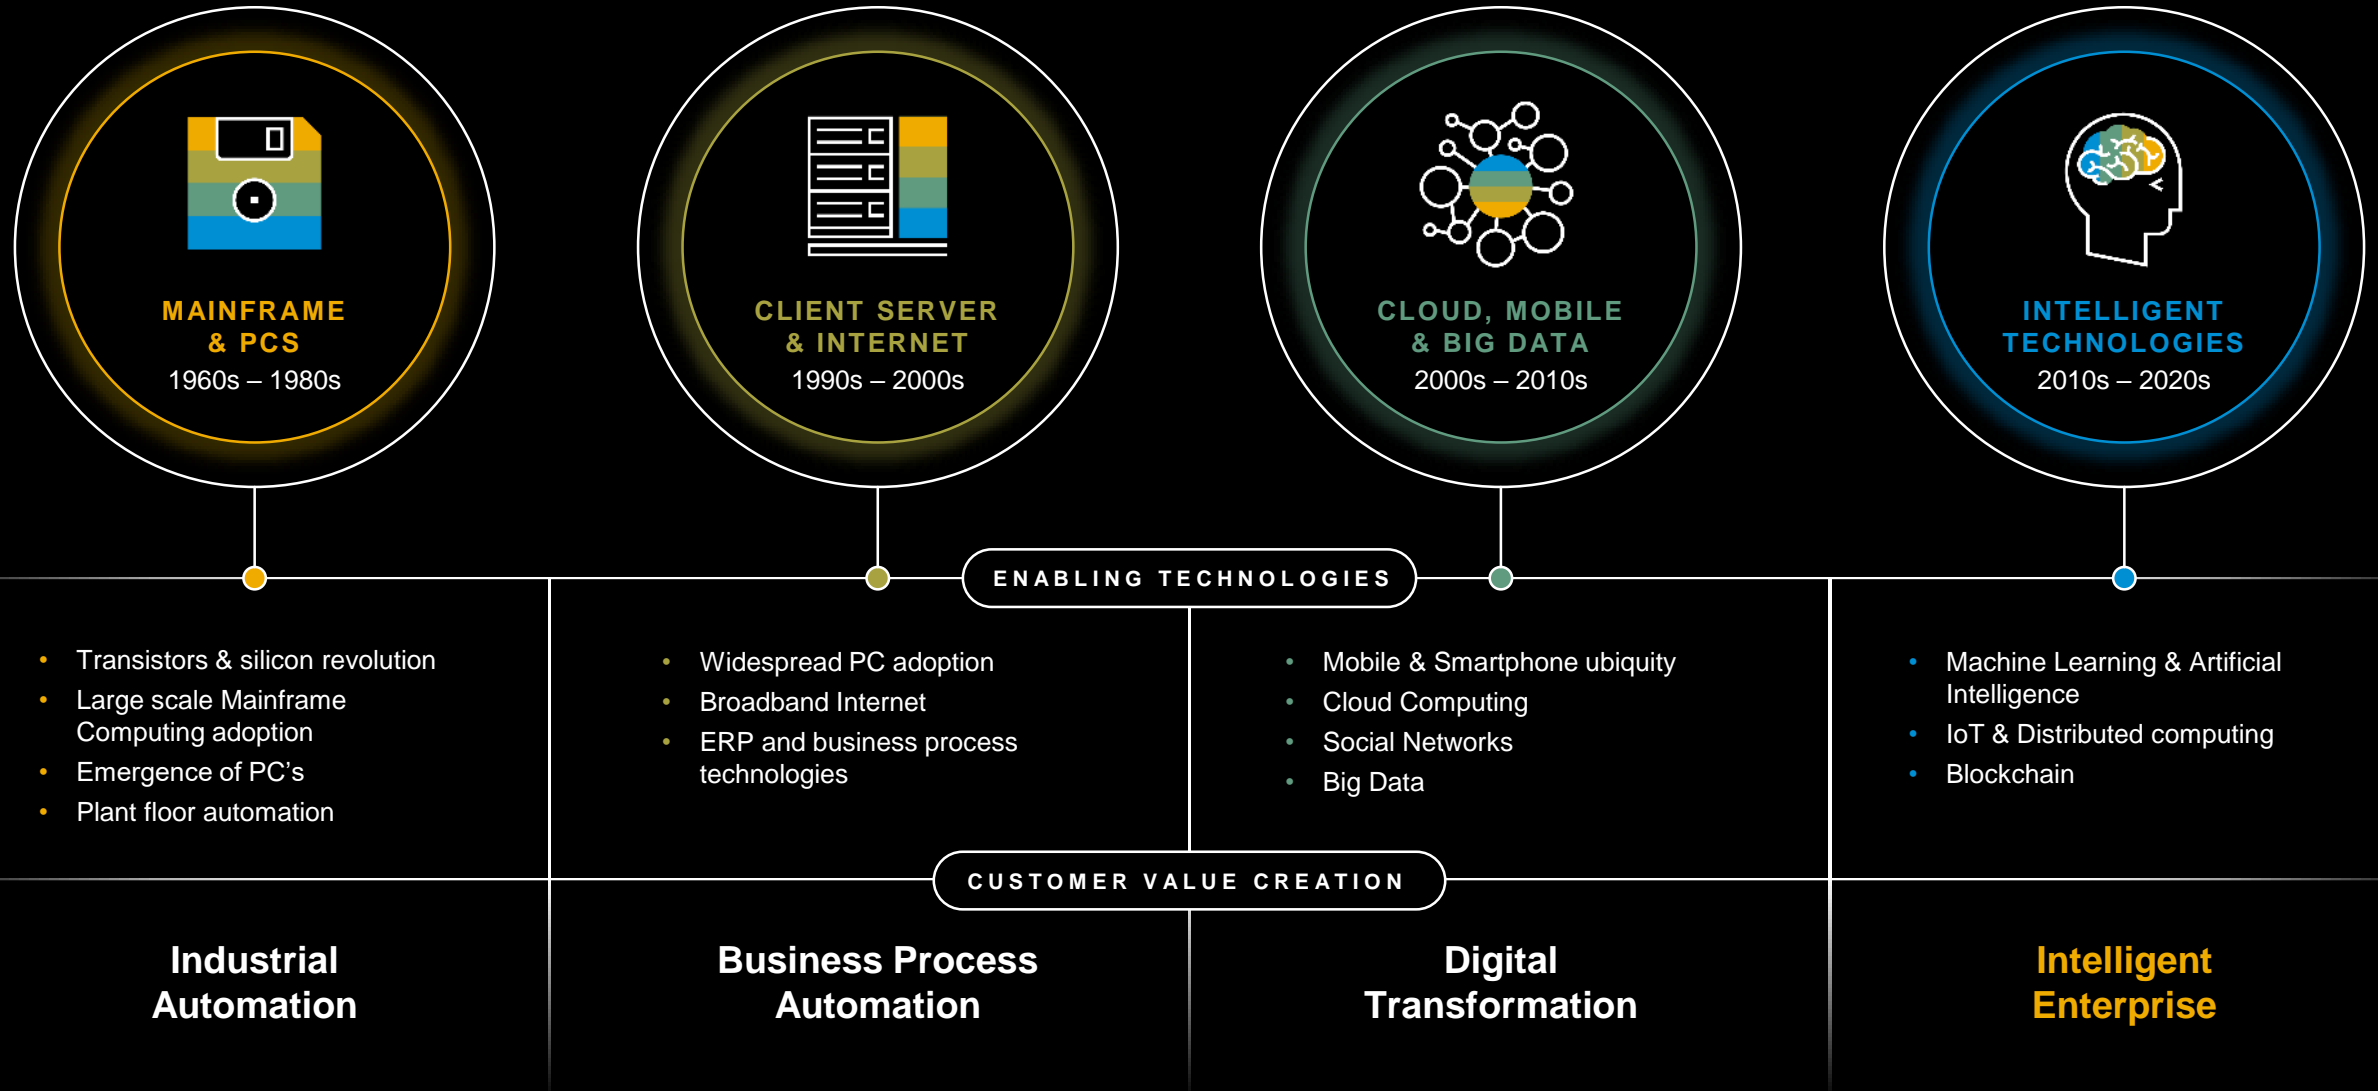 MAINFRAME
& PCS
1960s – 1980s
CLIENT SERVER
& INTERNET
1990s – 2000s
CLOUD, MOBILE
& BIG DATA
2000s – 2010s
INTELLIGENT
TECHNOLOGIES
2010s – 2020s
ENABLING TECHNOLOGIES
• Transistors & silicon revolution
• Large scale Mainframe
Computing adoption
• Emergence of PC’s
• Plant floor automation
• Widespread PC adoption
• Broadband Internet
• ERP and business process
technologies
• Mobile & Smartphone ubiquity
• Cloud Computing
• Social Networks
• Big Data
• Machine Learning & Artificial
Intelligence
• IoT & Distributed computing
• Blockchain
CUSTOMER VALUE CREATION
Industrial
Automation
Business Process
Automation
Digital
Transformation
Intelligent
Enterprise